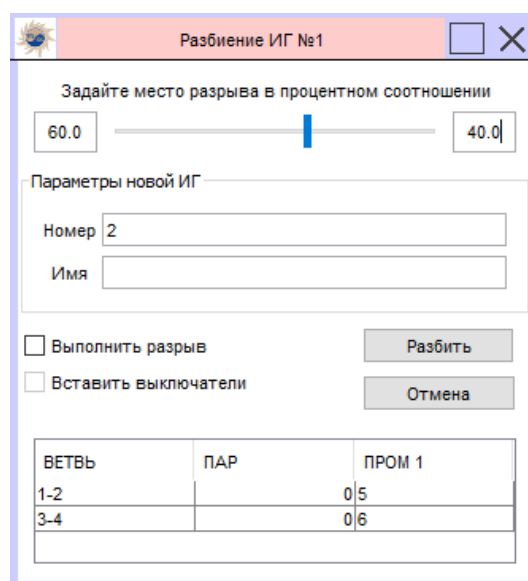 Разбиение ИГ №1
Задайте место разрыва в процентном соотношении
60.0 40.0
Параметры новой ИГ
Номер 2
Имя
Выполнить разрыв Разбить
Вставить выключатели Отмена
ВЕТВЬ ПАР ПРОМ 1
1-2 0 5
3-4 0 6